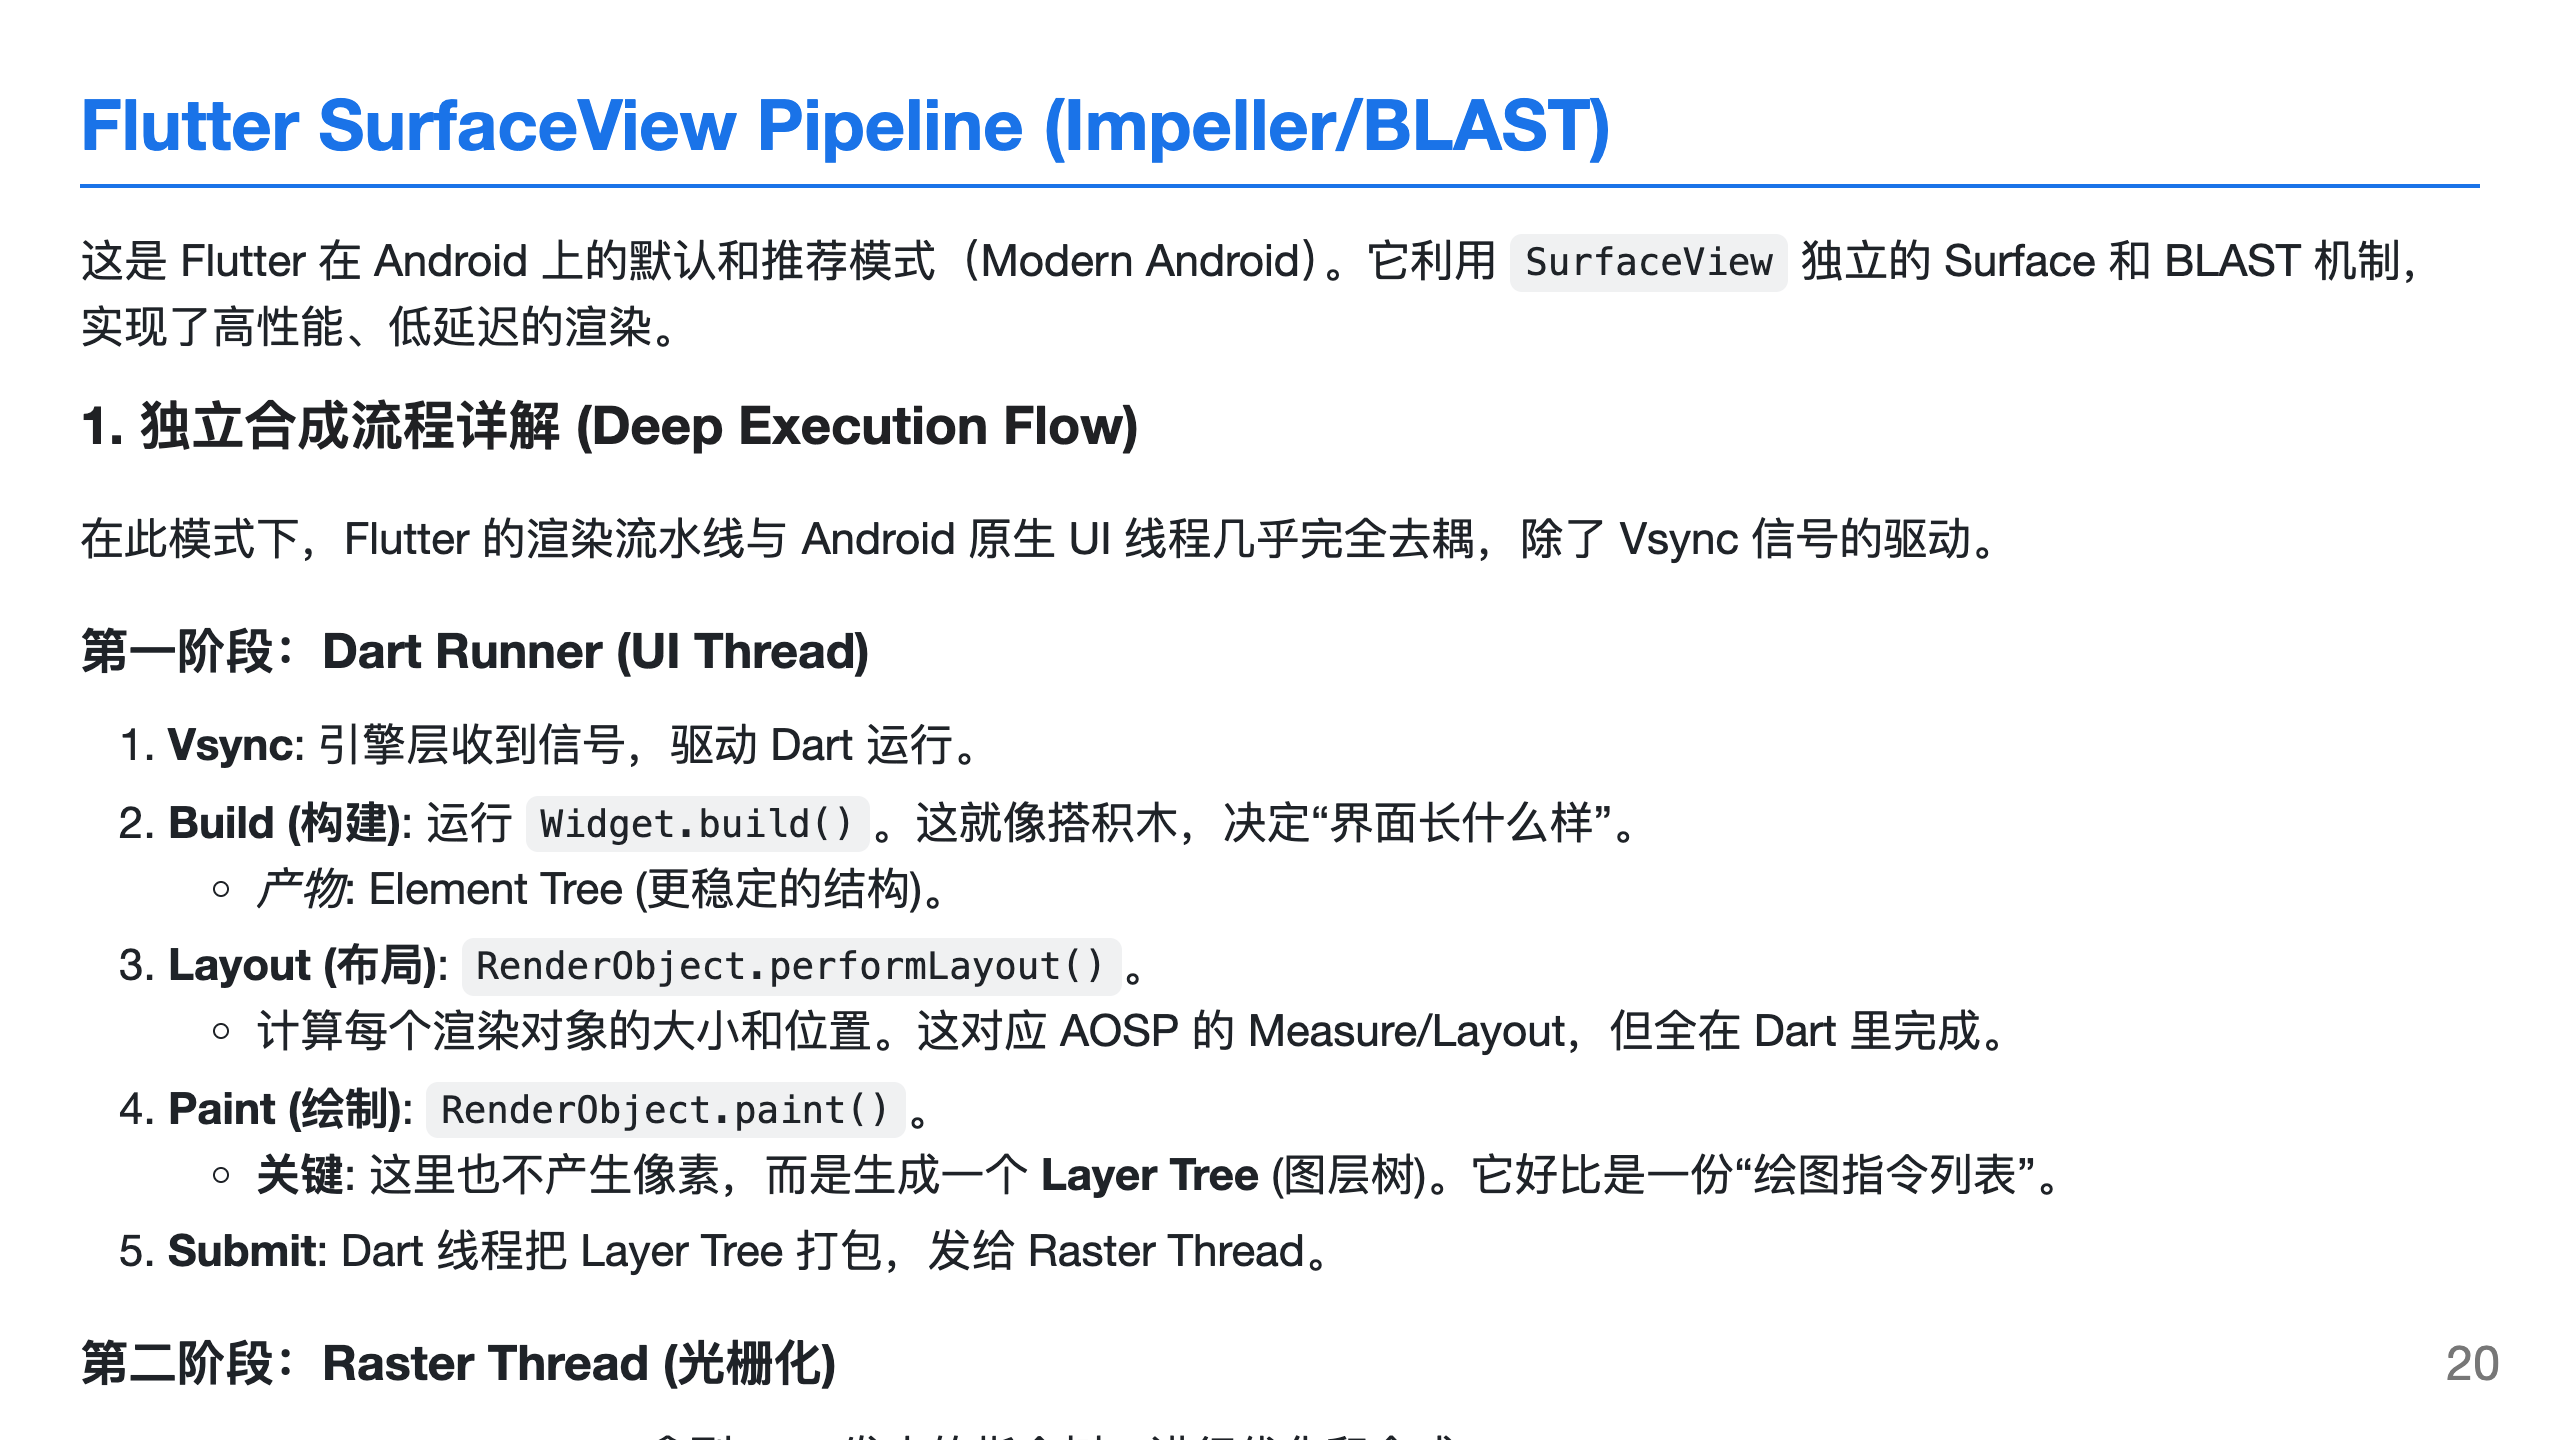 Flutter SurfaceView Pipeline (Impeller/BLAST)
这是 Flutter 在 Android 上的默认和推荐模式（Modern Android）。它利用 SurfaceView 独立的 Surface 和 BLAST 机制，
实现了高性能、低延迟的渲染。
1. 独立合成流程详解 (Deep Execution Flow)
在此模式下，Flutter 的渲染流水线与 Android 原生 UI 线程几乎完全去耦，除了 Vsync 信号的驱动。
第一阶段：Dart Runner (UI Thread)
1. Vsync: 引擎层收到信号，驱动 Dart 运行。
2. Build (构建): 运行 Widget.build() 。这就像搭积木，决定“界面长什么样”。
○ 产物: Element Tree (更稳定的结构)。
3. Layout (布局): RenderObject.performLayout() 。
○ 计算每个渲染对象的大小和位置。这对应 AOSP 的 Measure/Layout，但全在 Dart 里完成。
4. Paint (绘制): RenderObject.paint() 。
○ 关键: 这里也不产生像素，而是生成一个 Layer Tree (图层树)。它好比是一份“绘图指令列表”。
5. Submit: Dart 线程把 Layer Tree 打包，发给 Raster Thread。
第二阶段：Raster Thread (光栅化)
20